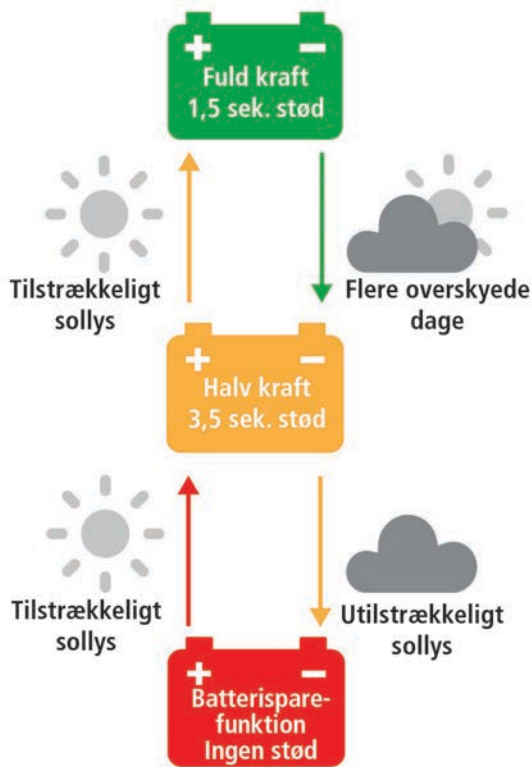 + −
Fuld kraft
1,5 sek. stød
Tilstrækkeligt
sollys
Flere overskyede
dage
+ −
Halv kraft
3,5 sek. stød
Tilstrækkeligt
sollys
Utilstrækkeligt
sollys
+ −
Batterispare-
funktion
Ingen stød